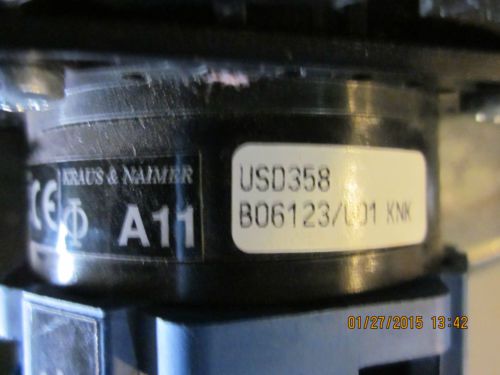 KRAUS & NAIMER
CE
A11
USD358
B06123/001 KNK
01/27/2015 13:42